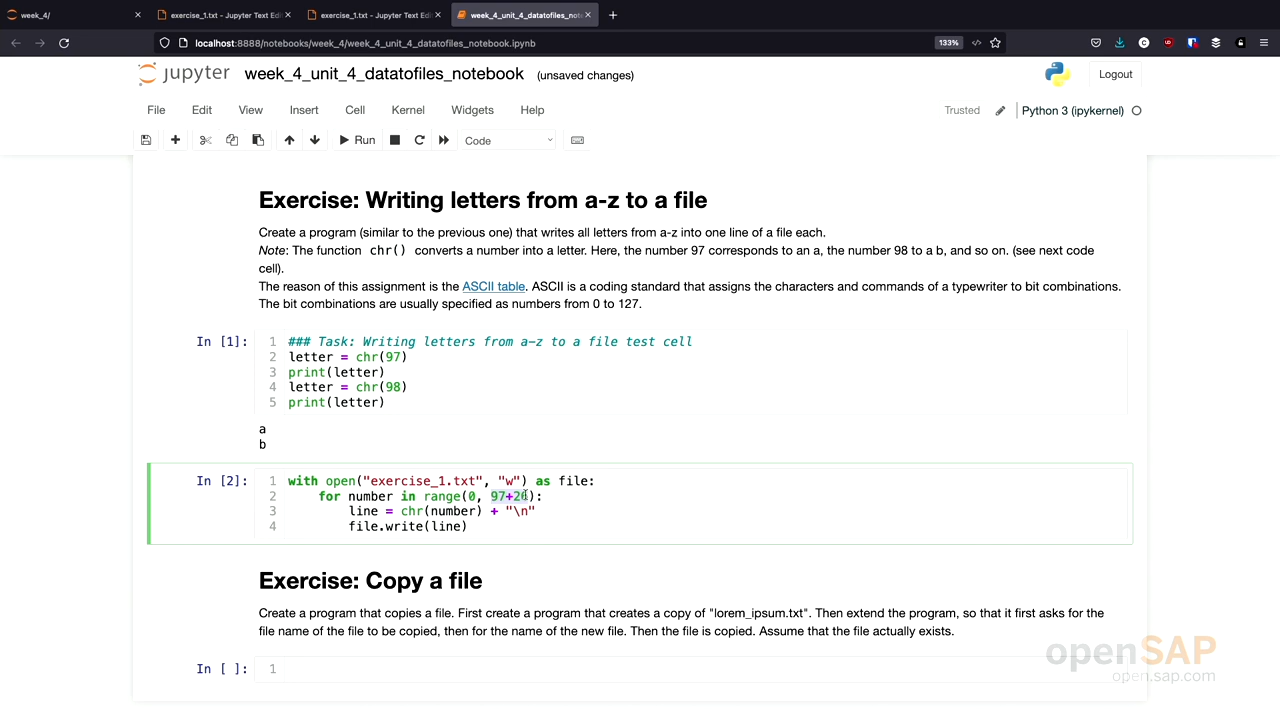 week_4/
exercise_1.txt - Jupyter Text Edi
exercise_1.txt - Jupyter Text Edi
week_4_unit_4_datatofiles_not
localhost:8888/notebooks/week_4/week_4_unit_4_datatofiles_notebook.ipynb
133%
jupyter week_4_unit_4_datatofiles_notebook (unsaved changes)
Logout
File Edit View Insert Cell Kernel Widgets Help
Trusted Python 3 (ipykernel)
Run Code
Exercise: Writing letters from a-z to a file
Create a program (similar to the previous one) that writes all letters from a-z into one line of a file each.
Note: The function chr() converts a number into a letter. Here, the number 97 corresponds to an a, the number 98 to a b, and so on. (see next code
cell).
The reason of this assignment is the ASCII table. ASCII is a coding standard that assigns the characters and commands of a typewriter to bit combinations.
The bit combinations are usually specified as numbers from 0 to 127.
In [1]: 1 ### Task: Writing letters from a-z to a file test cell
2 letter = chr(97)
3 print(letter)
4 letter = chr(98)
5 print(letter)
a
b
In [2]: 1 with open("exercise_1.txt", "w") as file:
2 for number in range(0, 97+26):
3 line = chr(number) + "\n"
4 file.write(line)
Exercise: Copy a file
Create a program that copies a file. First create a program that creates a copy of "lorem_ipsum.txt". Then extend the program, so that it first asks for the
file name of the file to be copied, then for the name of the new file. Then the file is copied. Assume that the file actually exists.
In [ ]: 1
openSAP
open.sap.com